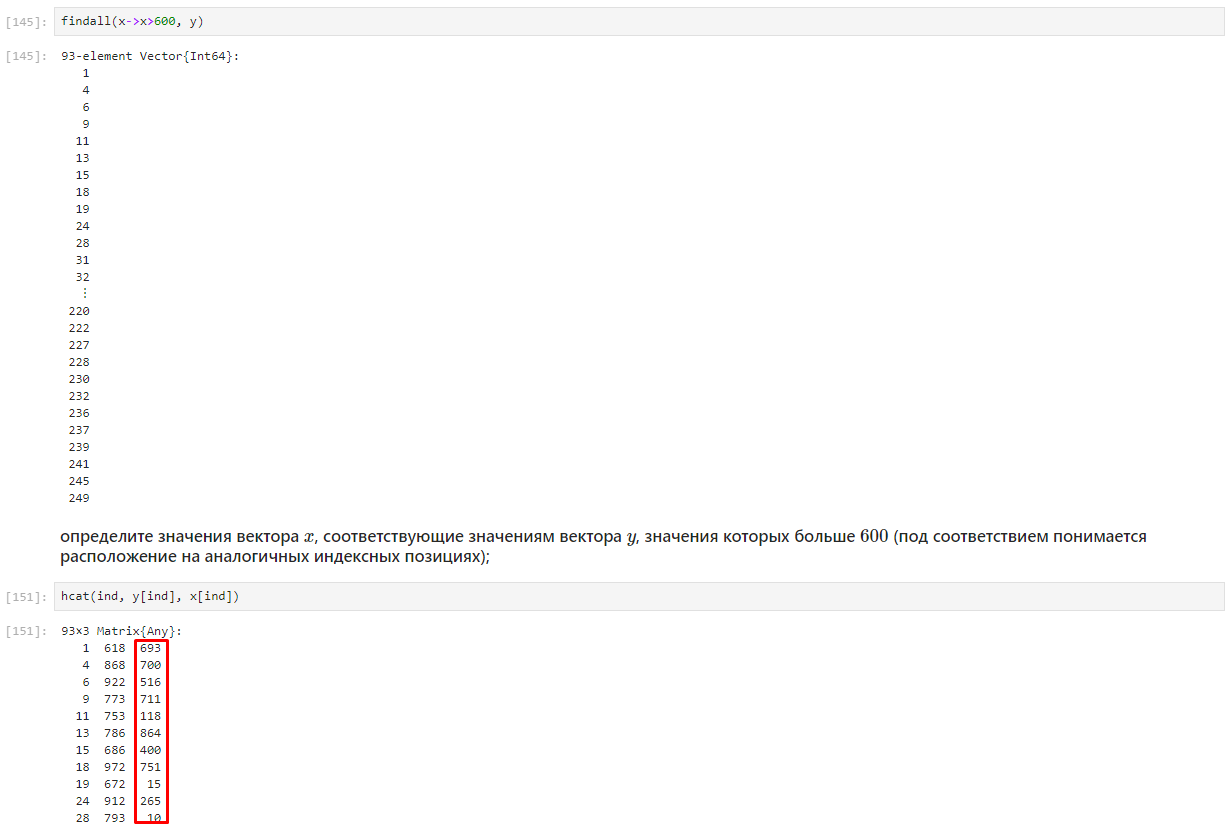 [145]: findall(x->x>600, y)
[145]: 93-element Vector{Int64}:
1
4
6
9
11
13
15
18
19
24
28
31
32
⋮
220
222
227
228
230
232
236
237
239
241
245
249
определите значения вектора x, соответствующие значениям вектора y, значения которых больше 600 (под соответствием понимается
расположение на аналогичных индексных позициях);
[151]: hcat(ind, y[ind], x[ind])
[151]: 93×3 Matrix{Any}:
1 618 693
4 868 700
6 922 516
9 773 711
11 753 118
13 786 864
15 686 400
18 972 751
19 672 15
24 912 265
28 793 10